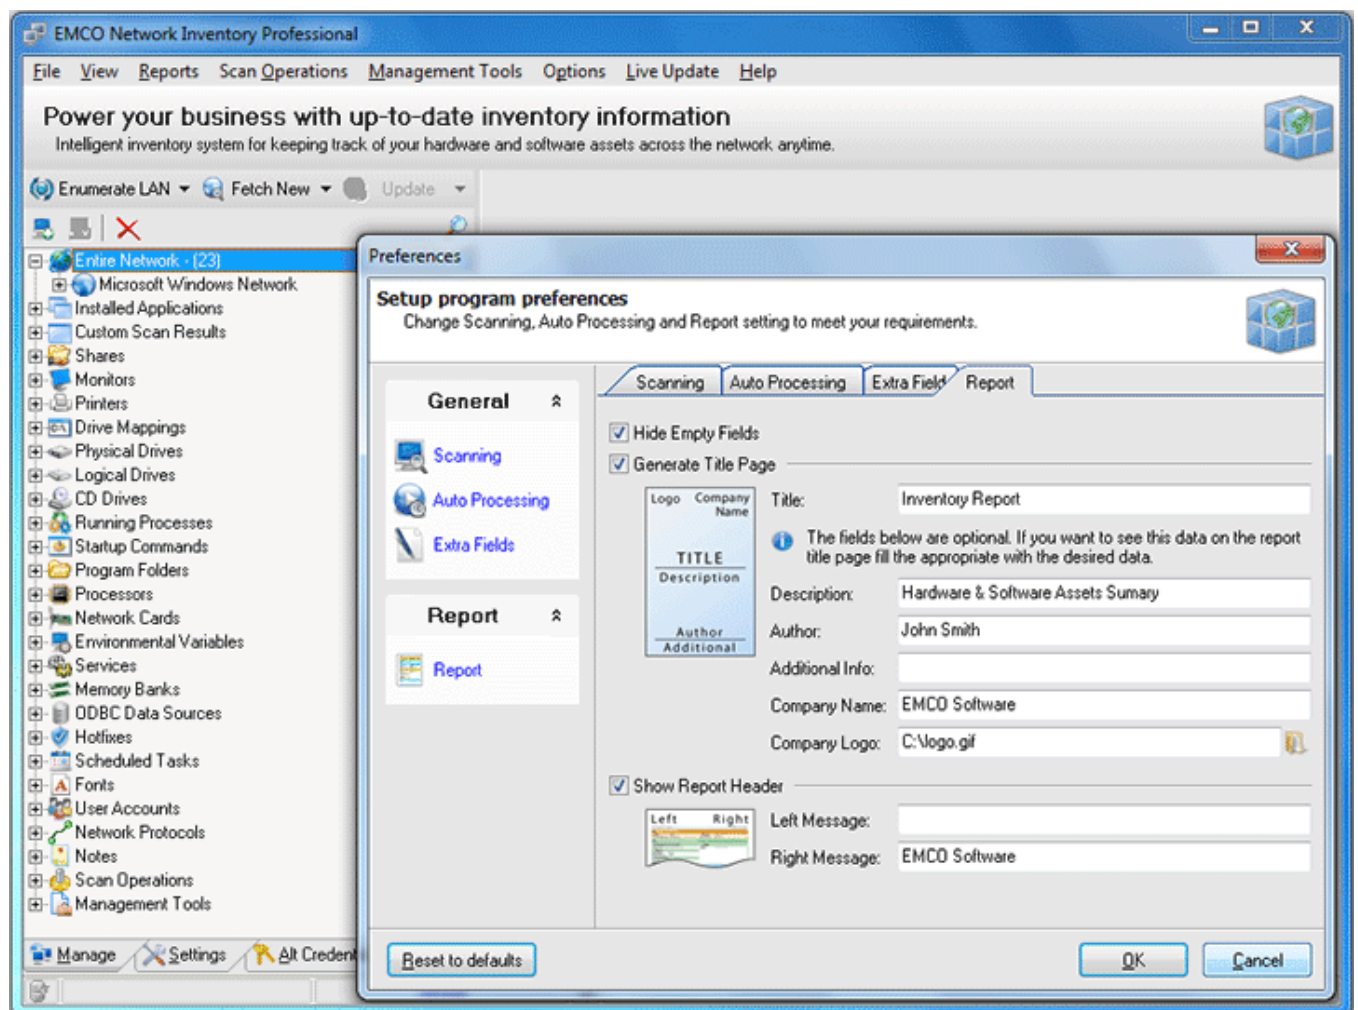 EMCO Network Inventory Professional
File View Reports Scan Operations Management Tools Options Live Update Help
Power your business with up-to-date inventory information
Intelligent inventory system for keeping track of your hardware and software assets across the network anytime.
Enumerate LAN Fetch New Update
Entire Network - (23)
Microsoft Windows Network
Installed Applications
Custom Scan Results
Shares
Monitors
Printers
Drive Mappings
Physical Drives
Logical Drives
CD Drives
Running Processes
Startup Commands
Program Folders
Processors
Network Cards
Environmental Variables
Services
Memory Banks
ODBC Data Sources
Hotfixes
Scheduled Tasks
Fonts
User Accounts
Network Protocols
Notes
Scan Operations
Management Tools
Manage Settings Alt Credent
Preferences
Setup program preferences
Change Scanning, Auto Processing and Report setting to meet your requirements.
General
Scanning
Auto Processing
Extra Fields
Report
Report
Scanning Auto Processing Extra Field Report
Hide Empty Fields
Generate Title Page
Logo Company
Name
TITLE
Description
Author
Additional
Title: Inventory Report
The fields below are optional. If you want to see this data on the report
title page fill the appropriate with the desired data.
Description: Hardware & Software Assets Sumary
Author: John Smith
Additional Info:
Company Name: EMCO Software
Company Logo: C:\logo.gif
Show Report Header
Left Right
Left Message:
Right Message: EMCO Software
Reset to defaults OK Cancel